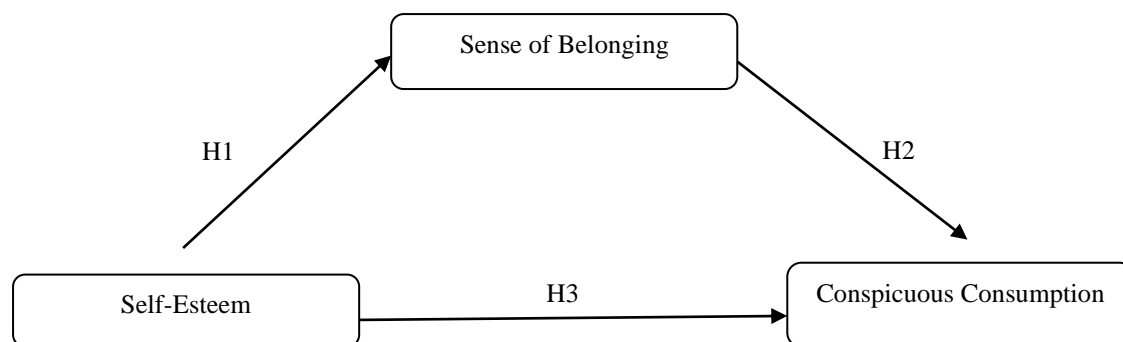 Sense of Belonging
H1
H2
Self-Esteem
H3
Conspicuous Consumption